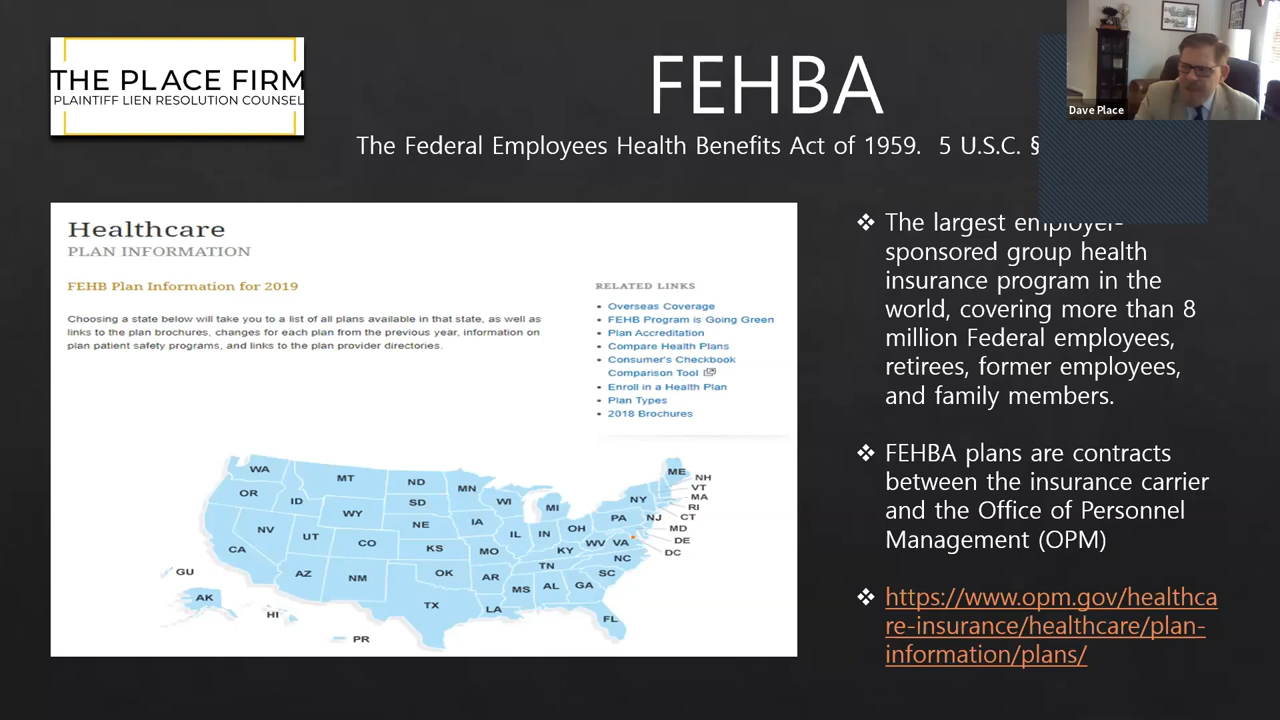 THE PLACE FIRM
PLAINTIFF LIEN RESOLUTION COUNSEL
FEHBA
Dave Place
The Federal Employees Health Benefits Act of 1959. 5 U.S.C. §
Healthcare
PLAN INFORMATION
FEHB Plan Information for 2019
Choosing a state below will take you to a list of all plans available in that state, as well as
links to the plan brochures, changes for each plan from the previous year, information on
plan patient safety programs, and links to the plan provider directories.
RELATED LINKS
• Overseas Coverage
• FEHB Program is Going Green
• Plan Accreditation
• Compare Health Plans
• Consumer's Checkbook
Comparison Tool
• Enroll in a Health Plan
• Plan Types
• 2018 Brochures
WA
OR
CA
NV
ID
MT
WY
UT
AZ
CO
NM
ND
SD
NE
KS
OK
TX
MN
IA
MO
AR
LA
WI
IL
MI
IN
OH
KY
TN
MS
AL
GA
FL
SC
NC
VA
WV
PA
NY
ME
NH
VT
MA
RI
CT
NJ
MD
DE
DC
GU
AK
HI
PR
❖ The largest employer-
sponsored group health
insurance program in the
world, covering more than 8
million Federal employees,
retirees, former employees,
and family members.
❖ FEHBA plans are contracts
between the insurance carrier
and the Office of Personnel
Management (OPM)
❖ https://www.opm.gov/healthca
re-insurance/healthcare/plan-
information/plans/